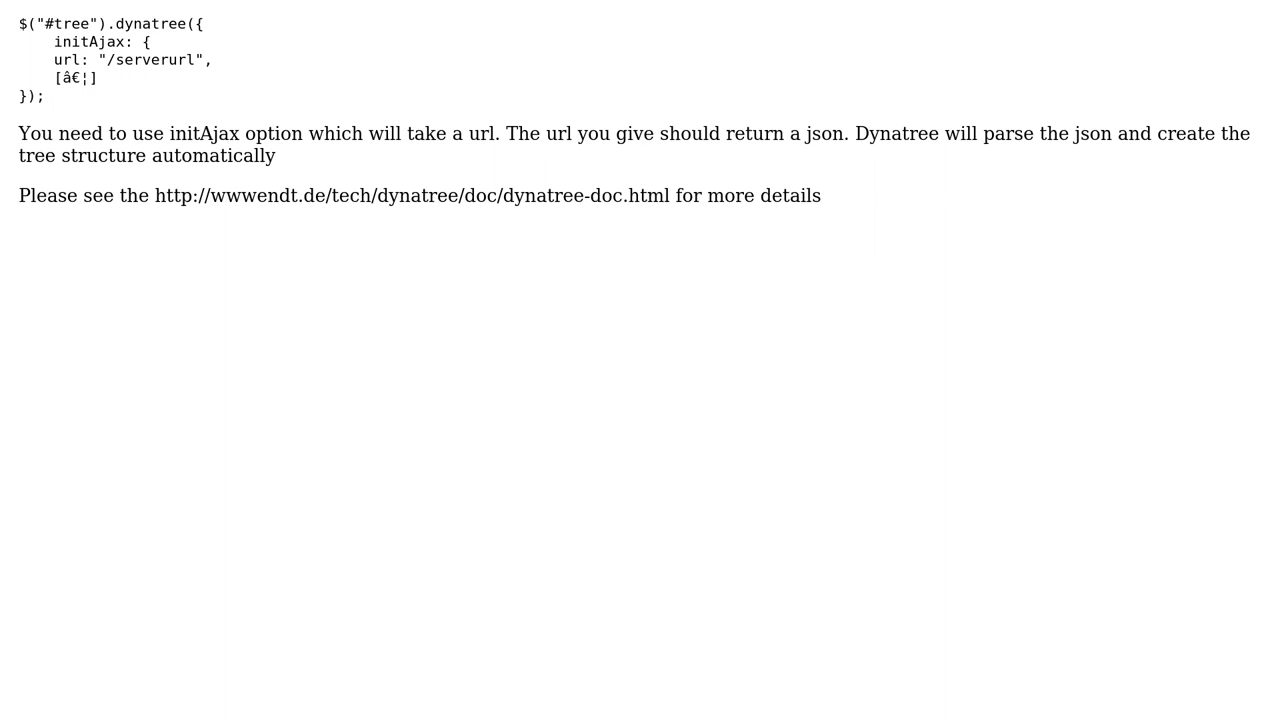 $("#tree").dynatree({
    initAjax: {
    url: "/serverurl",
    [â€¦]
});
You need to use initAjax option which will take a url. The url you give should return a json. Dynatree will parse the json and create the
tree structure automatically
Please see the http://wwwendt.de/tech/dynatree/doc/dynatree-doc.html for more details